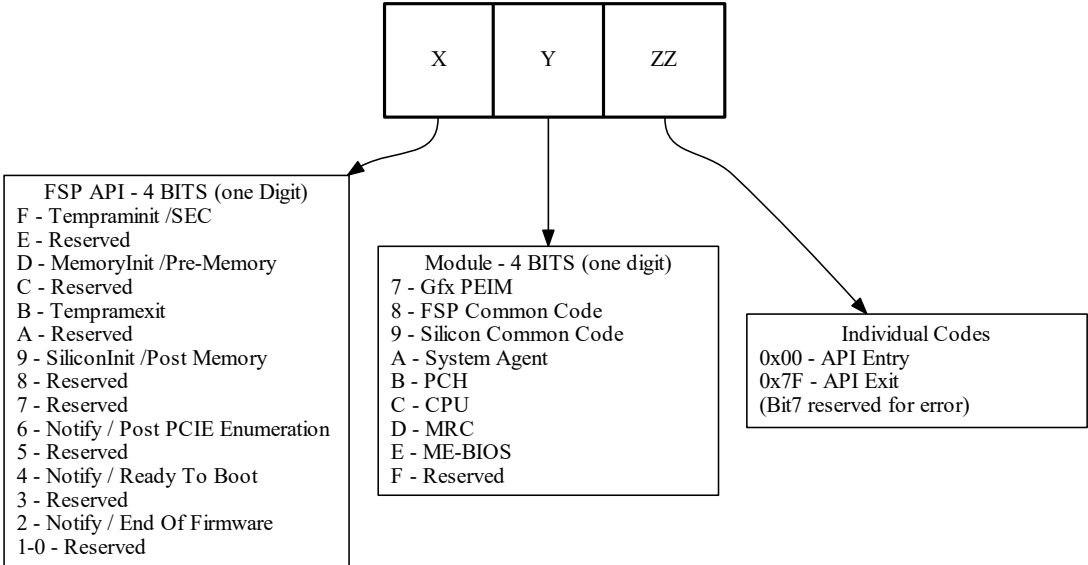 X
Y
ZZ
FSP API - 4 BITS (one Digit)
F - Tempraminit /SEC
E - Reserved
D - MemoryInit /Pre-Memory
C - Reserved
B - Tempramexit
A - Reserved
9 - SiliconInit /Post Memory
8 - Reserved
7 - Reserved
6 - Notify / Post PCIE Enumeration
5 - Reserved
4 - Notify / Ready To Boot
3 - Reserved
2 - Notify / End Of Firmware
1-0 - Reserved
Module - 4 BITS (one digit)
7 - Gfx PEIM
8 - FSP Common Code
9 - Silicon Common Code
A - System Agent
B - PCH
C - CPU
D - MRC
E - ME-BIOS
F - Reserved
Individual Codes
0x00 - API Entry
0x7F - API Exit
(Bit7 reserved for error)